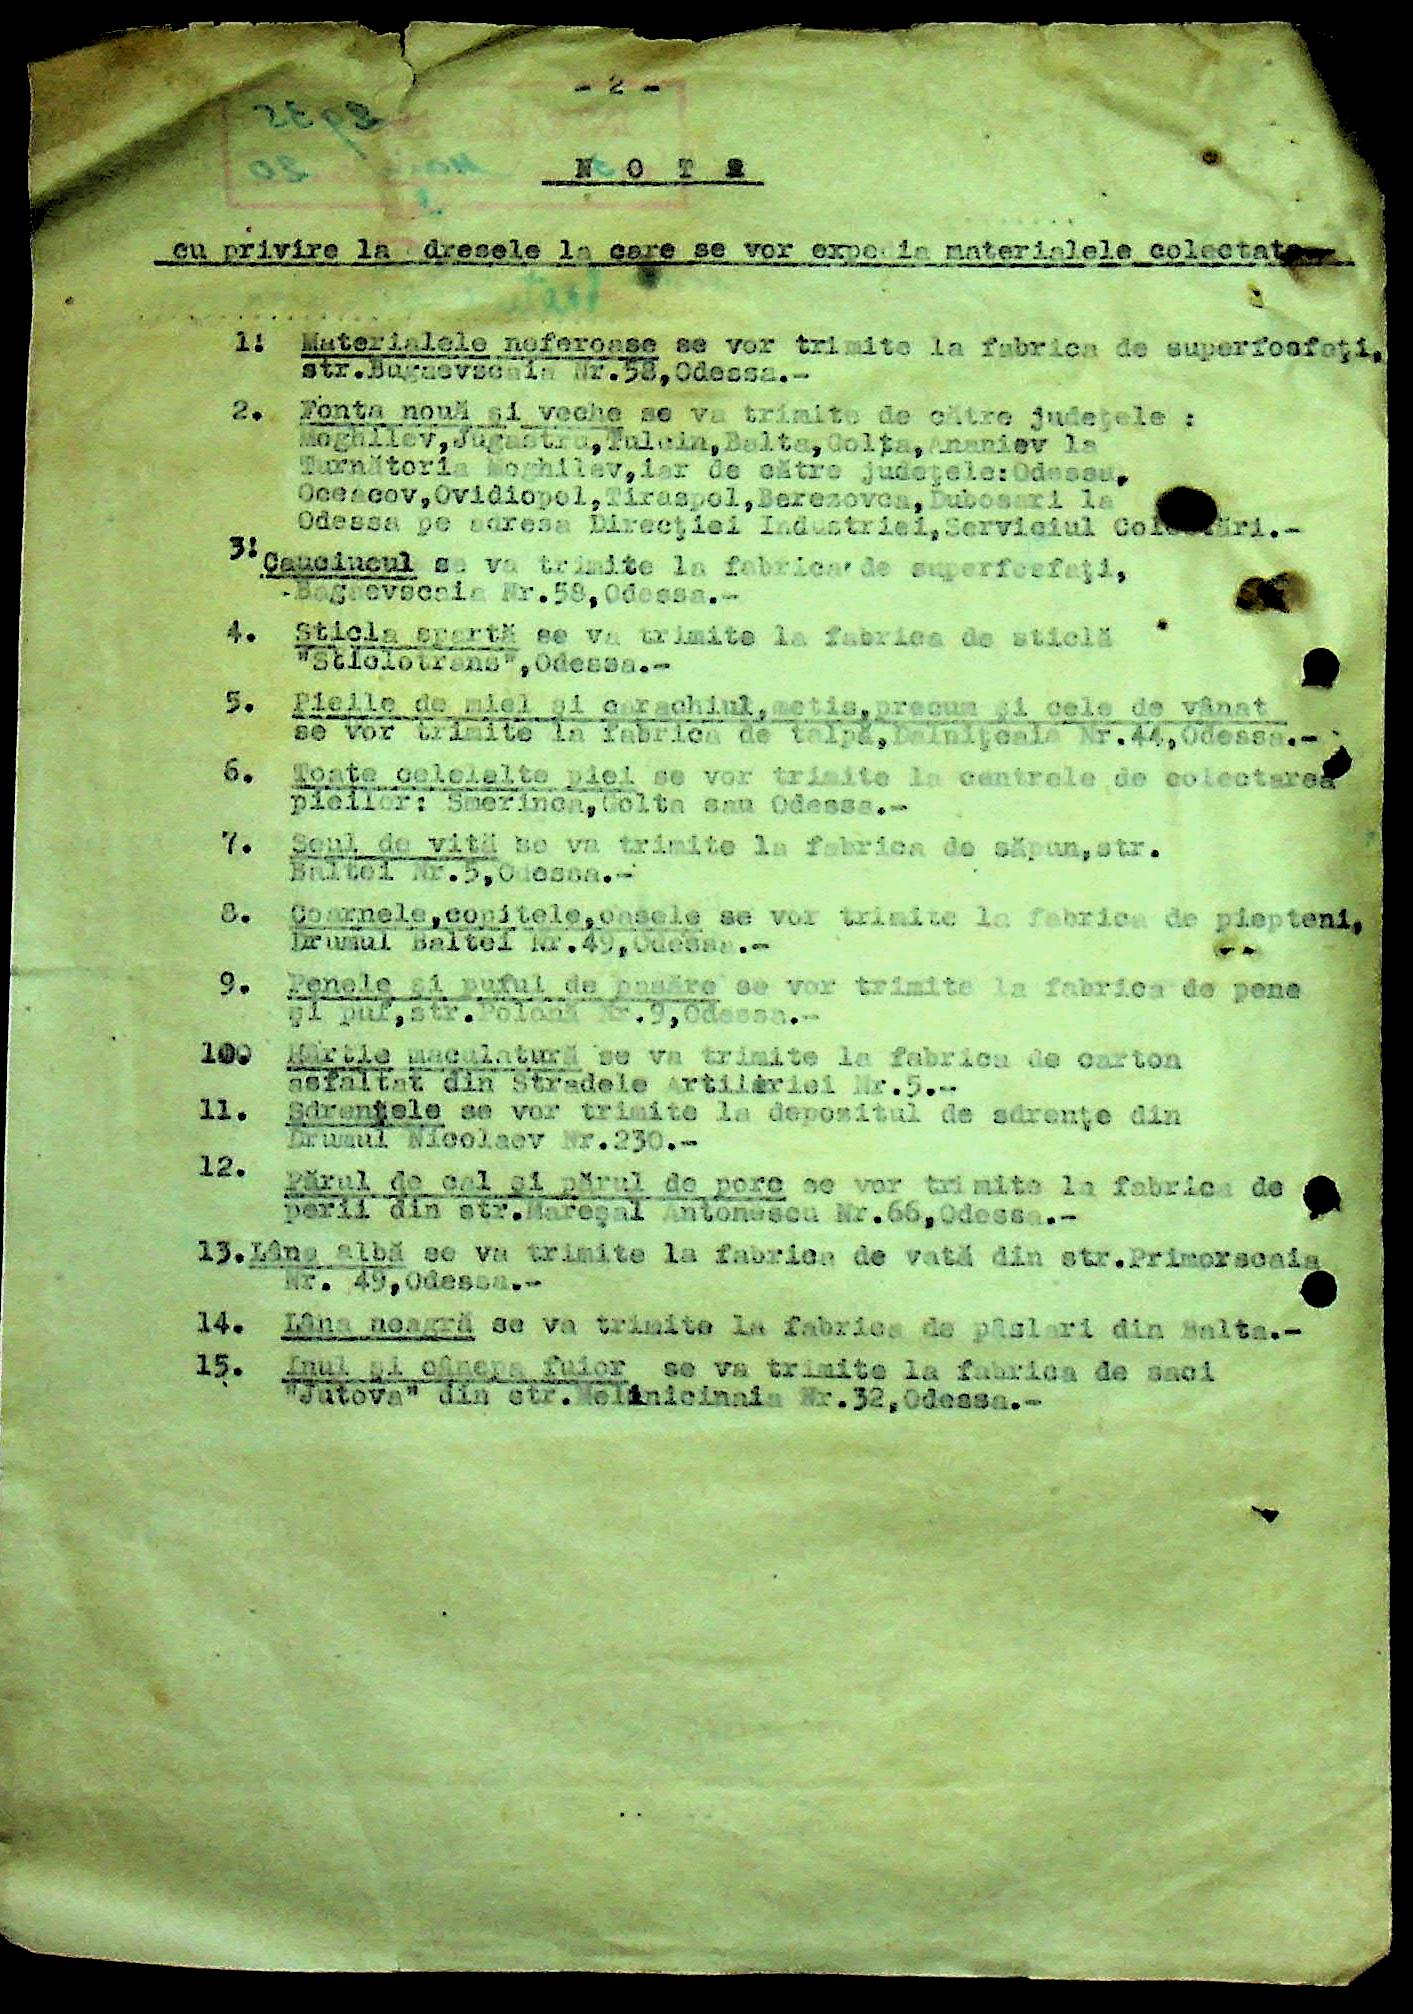 - 2 -
N O T Ă
cu privire la dresele la care se vor expedia materialele colectate
1! Materialele neferoase se vor trimite la fabrica de superfosfaţi,
str.Bugaevscaia Nr.58,Odessa.-
2. Fonta nouă şi veche se va trimite de către judeţele :
Moghilev,Jugastru,Tulcin,Balta,Golta,Ananiev la
Turnătoria Moghilev,iar de către judeţele:Odessa,
Oceacov,Ovidiopol,Tiraspol,Berezovca,Dubosari la
Odessa pe adresa Direcţiei Industriei,Serviciul Colectări.-
3! Cauciucul se va trimite la fabrica de superfosfaţi,
Bagaevscaia Nr.58,Odessa.-
4. Sticla spartă se va trimite la fabrica de sticlă
"Sticlotrans",Odessa.-
5. Pieile de miel şi carachiul,metis,precum şi cele de vânat
se vor trimite la fabrica de talpă,Dalniţcaia Nr.44,Odessa.-
6. Toate celelalte piei se vor trimite la centrele de colectarea
pieilor: Smerinca,Golta sau Odessa.-
7. Seul de vită se va trimite la fabrica de săpun,str.
Baltei Nr.5,Odessa.-
8. Coarnele,copitele,oasele se vor trimite la fabrica de piepteni,
Drumul Baltei Nr.49,Odessa.-
9. Penele şi puful de pasăre se vor trimite la fabrica de pene
şi puf,str.Polonă Nr.9,Odessa.-
10. Hârtie maculatură se va trimite la fabrica de carton
asfaltat din Stradele Artileriei Nr.5.-
11. Sdrenţele se vor trimite la depozitul de sdrenţe din
Drumul Nicolaev Nr.230.-
12. Părul de cal şi părul de porc se vor trimite la fabrica de
perii din str.Mareşal Antonescu Nr.66,Odessa.-
13.Lâna albă se va trimite la fabrica de vată din str.Primorscaia
Nr. 49,Odessa.-
14. Lâna neagră se va trimite la fabrica de pâslari din Balta.-
15. Inul şi cânepa fuior se va trimite la fabrica de saci
"Jutova" din str.Melinicinaia Nr.32,Odessa.-